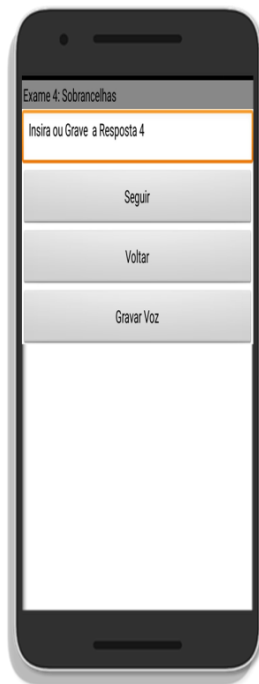 Exame 4: Sobrancelhas
Insira ou Grave a Resposta 4
Seguir
Voltar
Gravar Voz